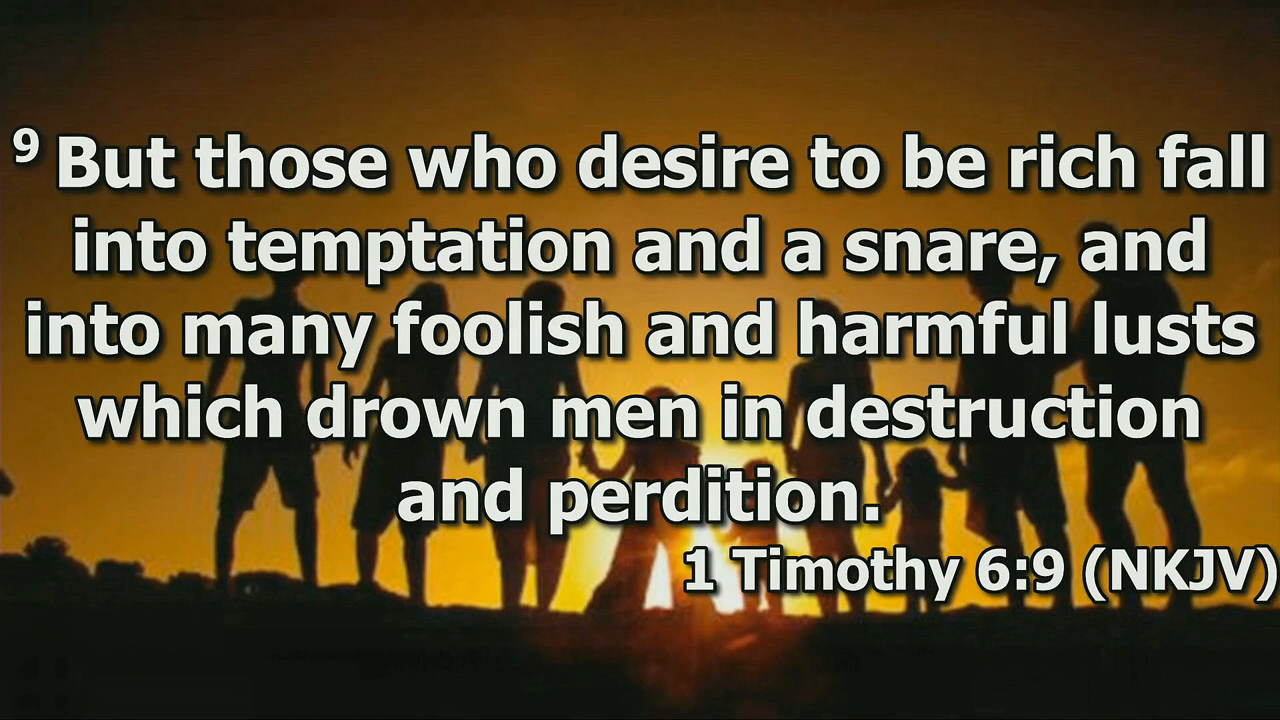 ⁹ But those who desire to be rich fall
into temptation and a snare, and
into many foolish and harmful lusts
which drown men in destruction
and perdition.
1 Timothy 6:9 (NKJV)